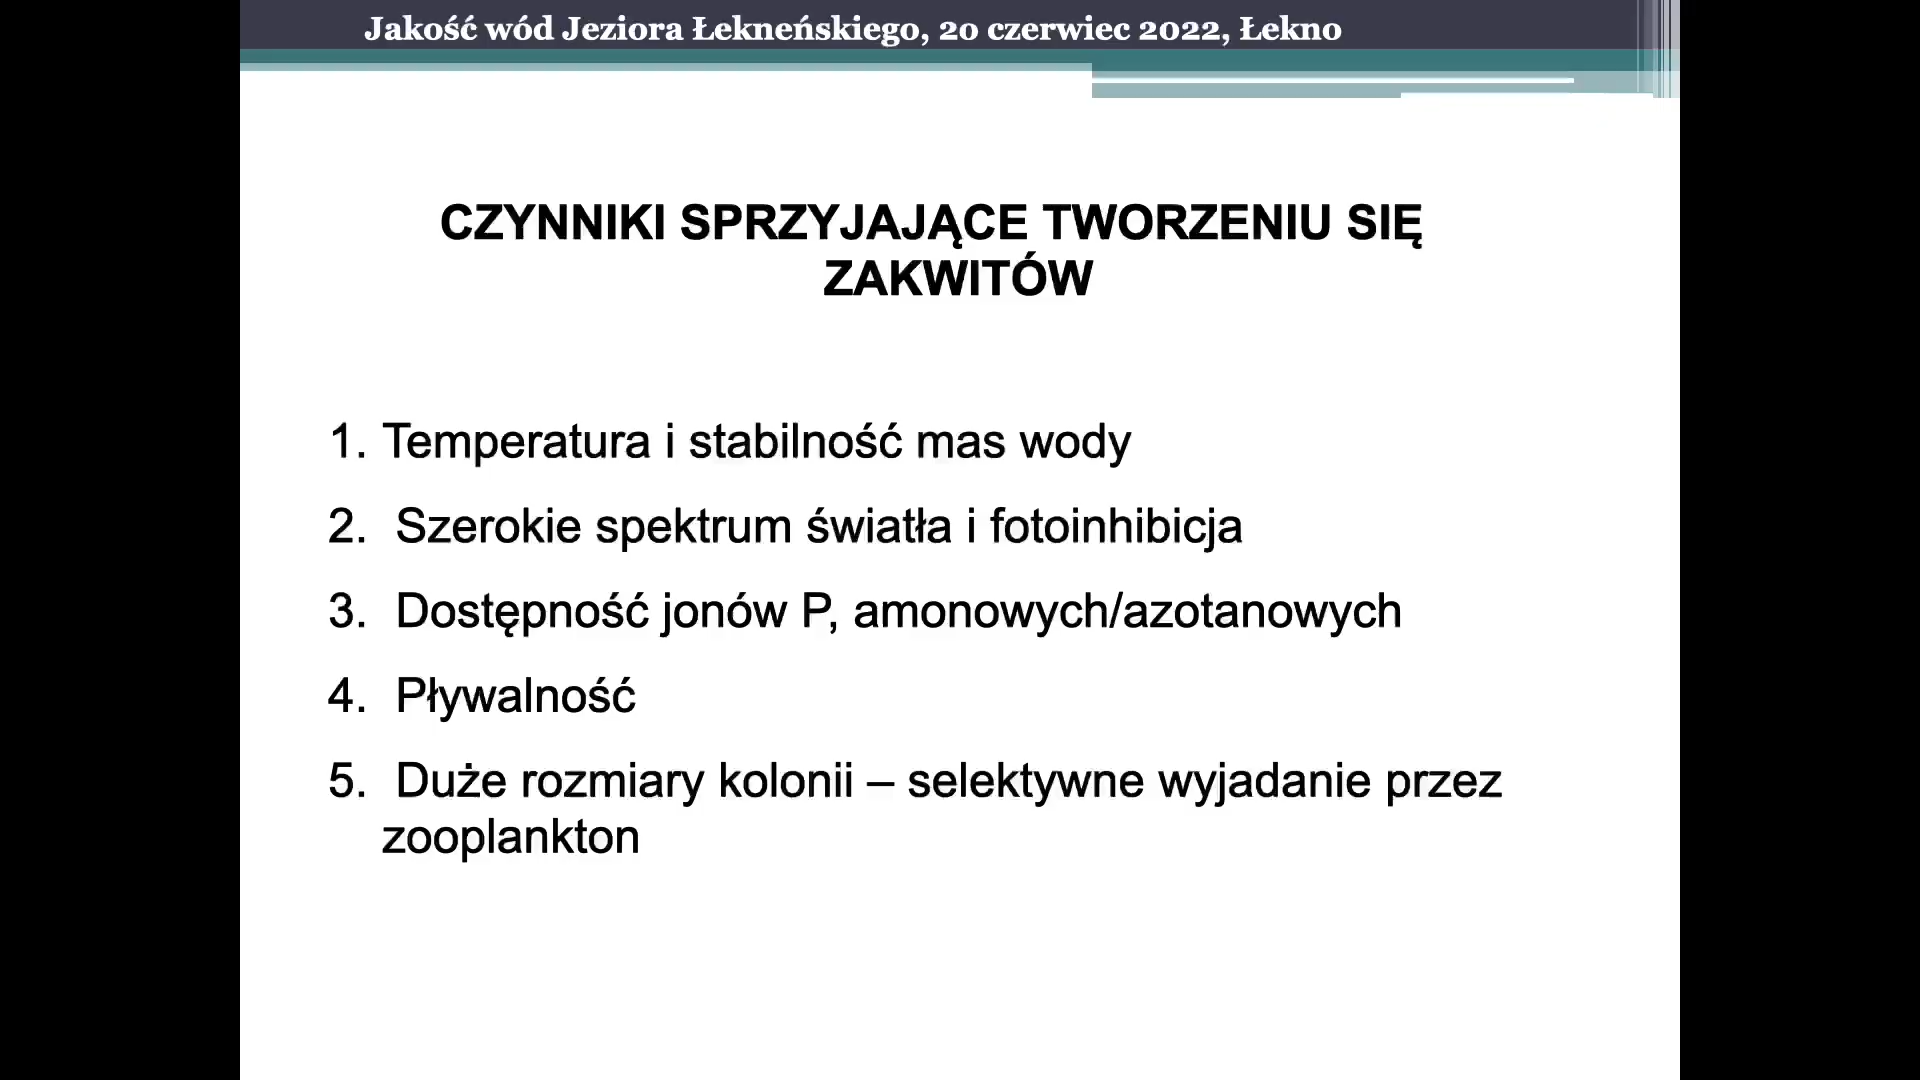 Jakość wód Jeziora Łekneńskiego, 20 czerwiec 2022, Łekno
CZYNNIKI SPRZYJAJĄCE TWORZENIU SIĘ
ZAKWITÓW
1. Temperatura i stabilność mas wody
2. Szerokie spektrum światła i fotoinhibicja
3. Dostępność jonów P, amonowych/azotanowych
4. Pływalność
5. Duże rozmiary kolonii – selektywne wyjadanie przez
zooplankton